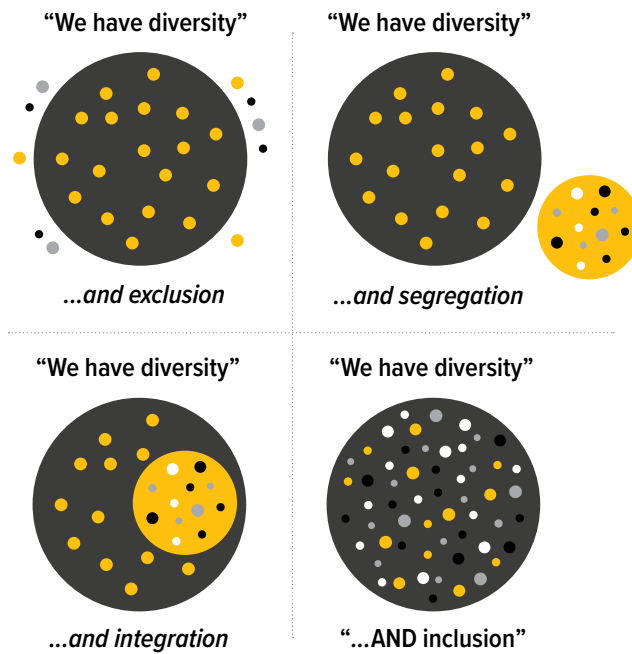 “We have diversity”
...and exclusion
“We have diversity”
...and segregation
“We have diversity”
...and integration
“We have diversity”
“...AND inclusion”